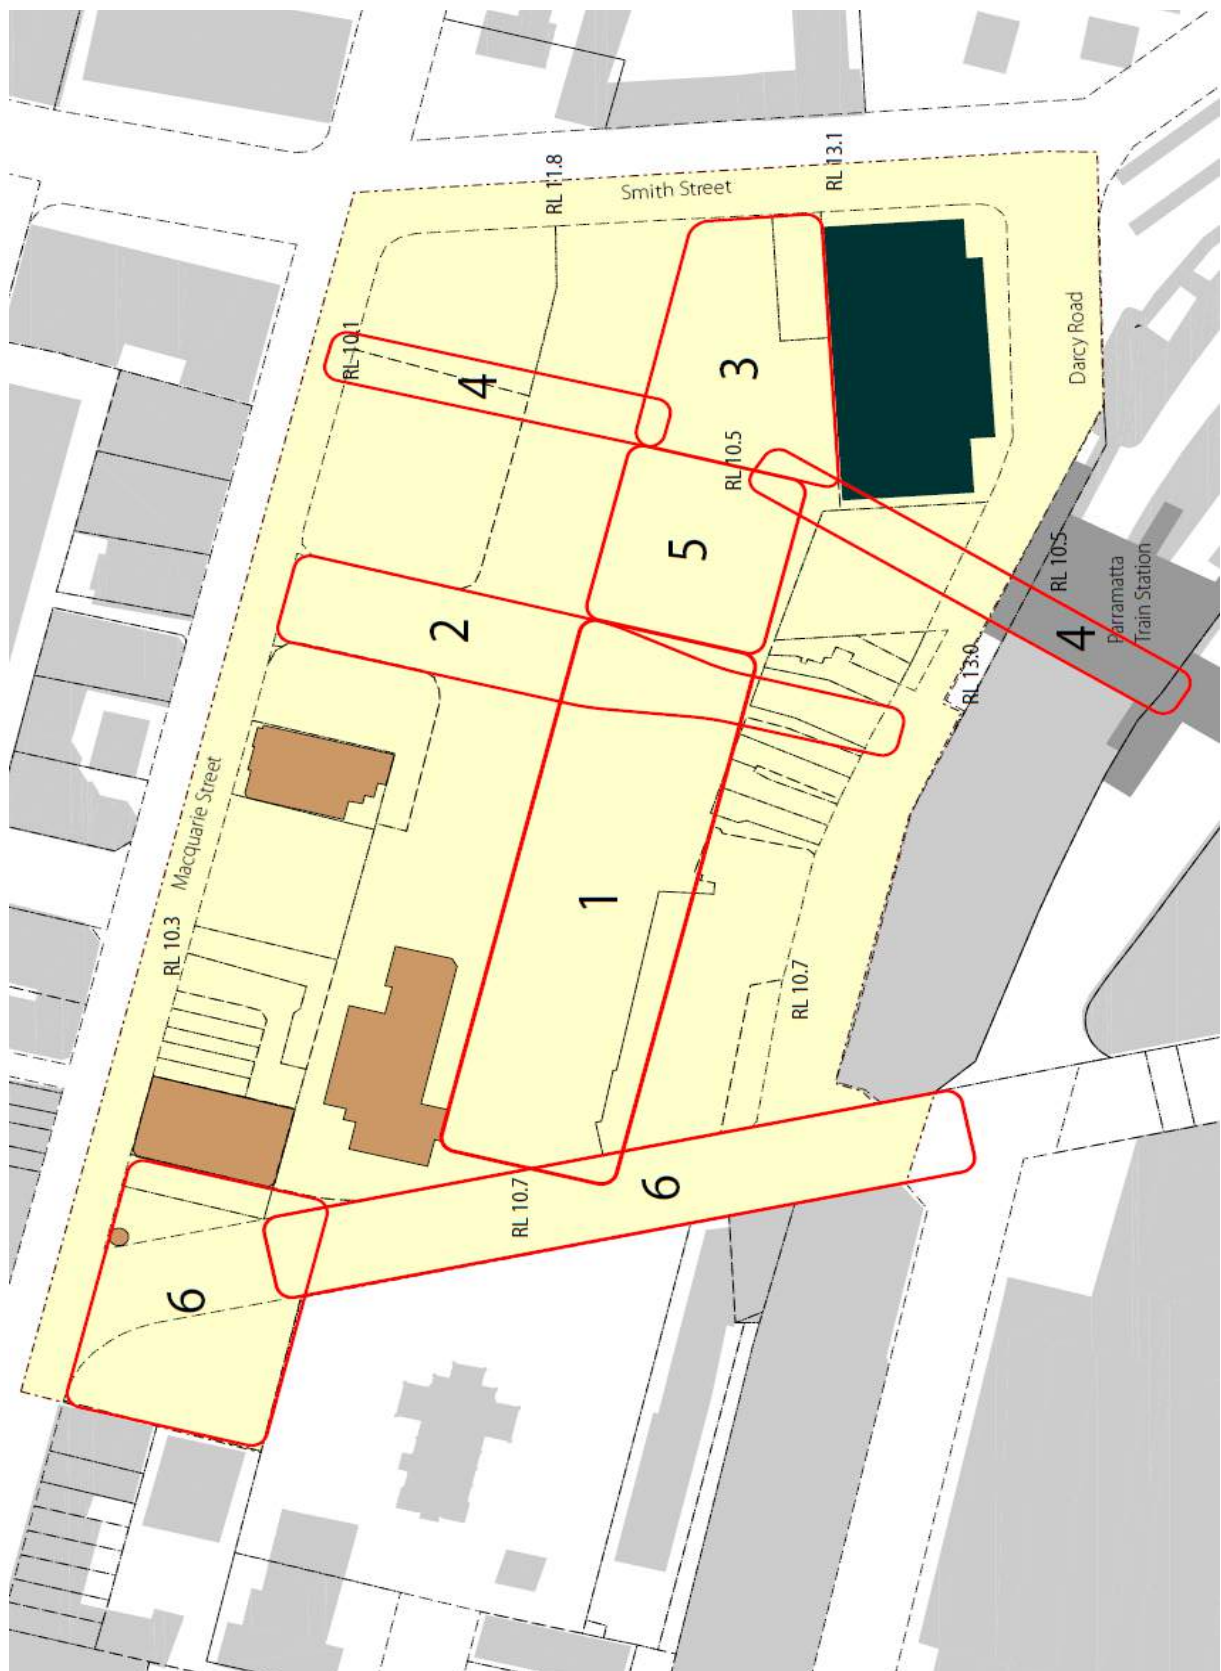 Macquarie Street
RL 10.3
RL 10.1
RL 11.8
Smith Street
RL 13.1
Darcy Road
4
3
RL 10.5
5
2
RL 10.5
Parramatta
Train Station
4
RL 13.0
1
RL 10.7
RL 10.7
6
6